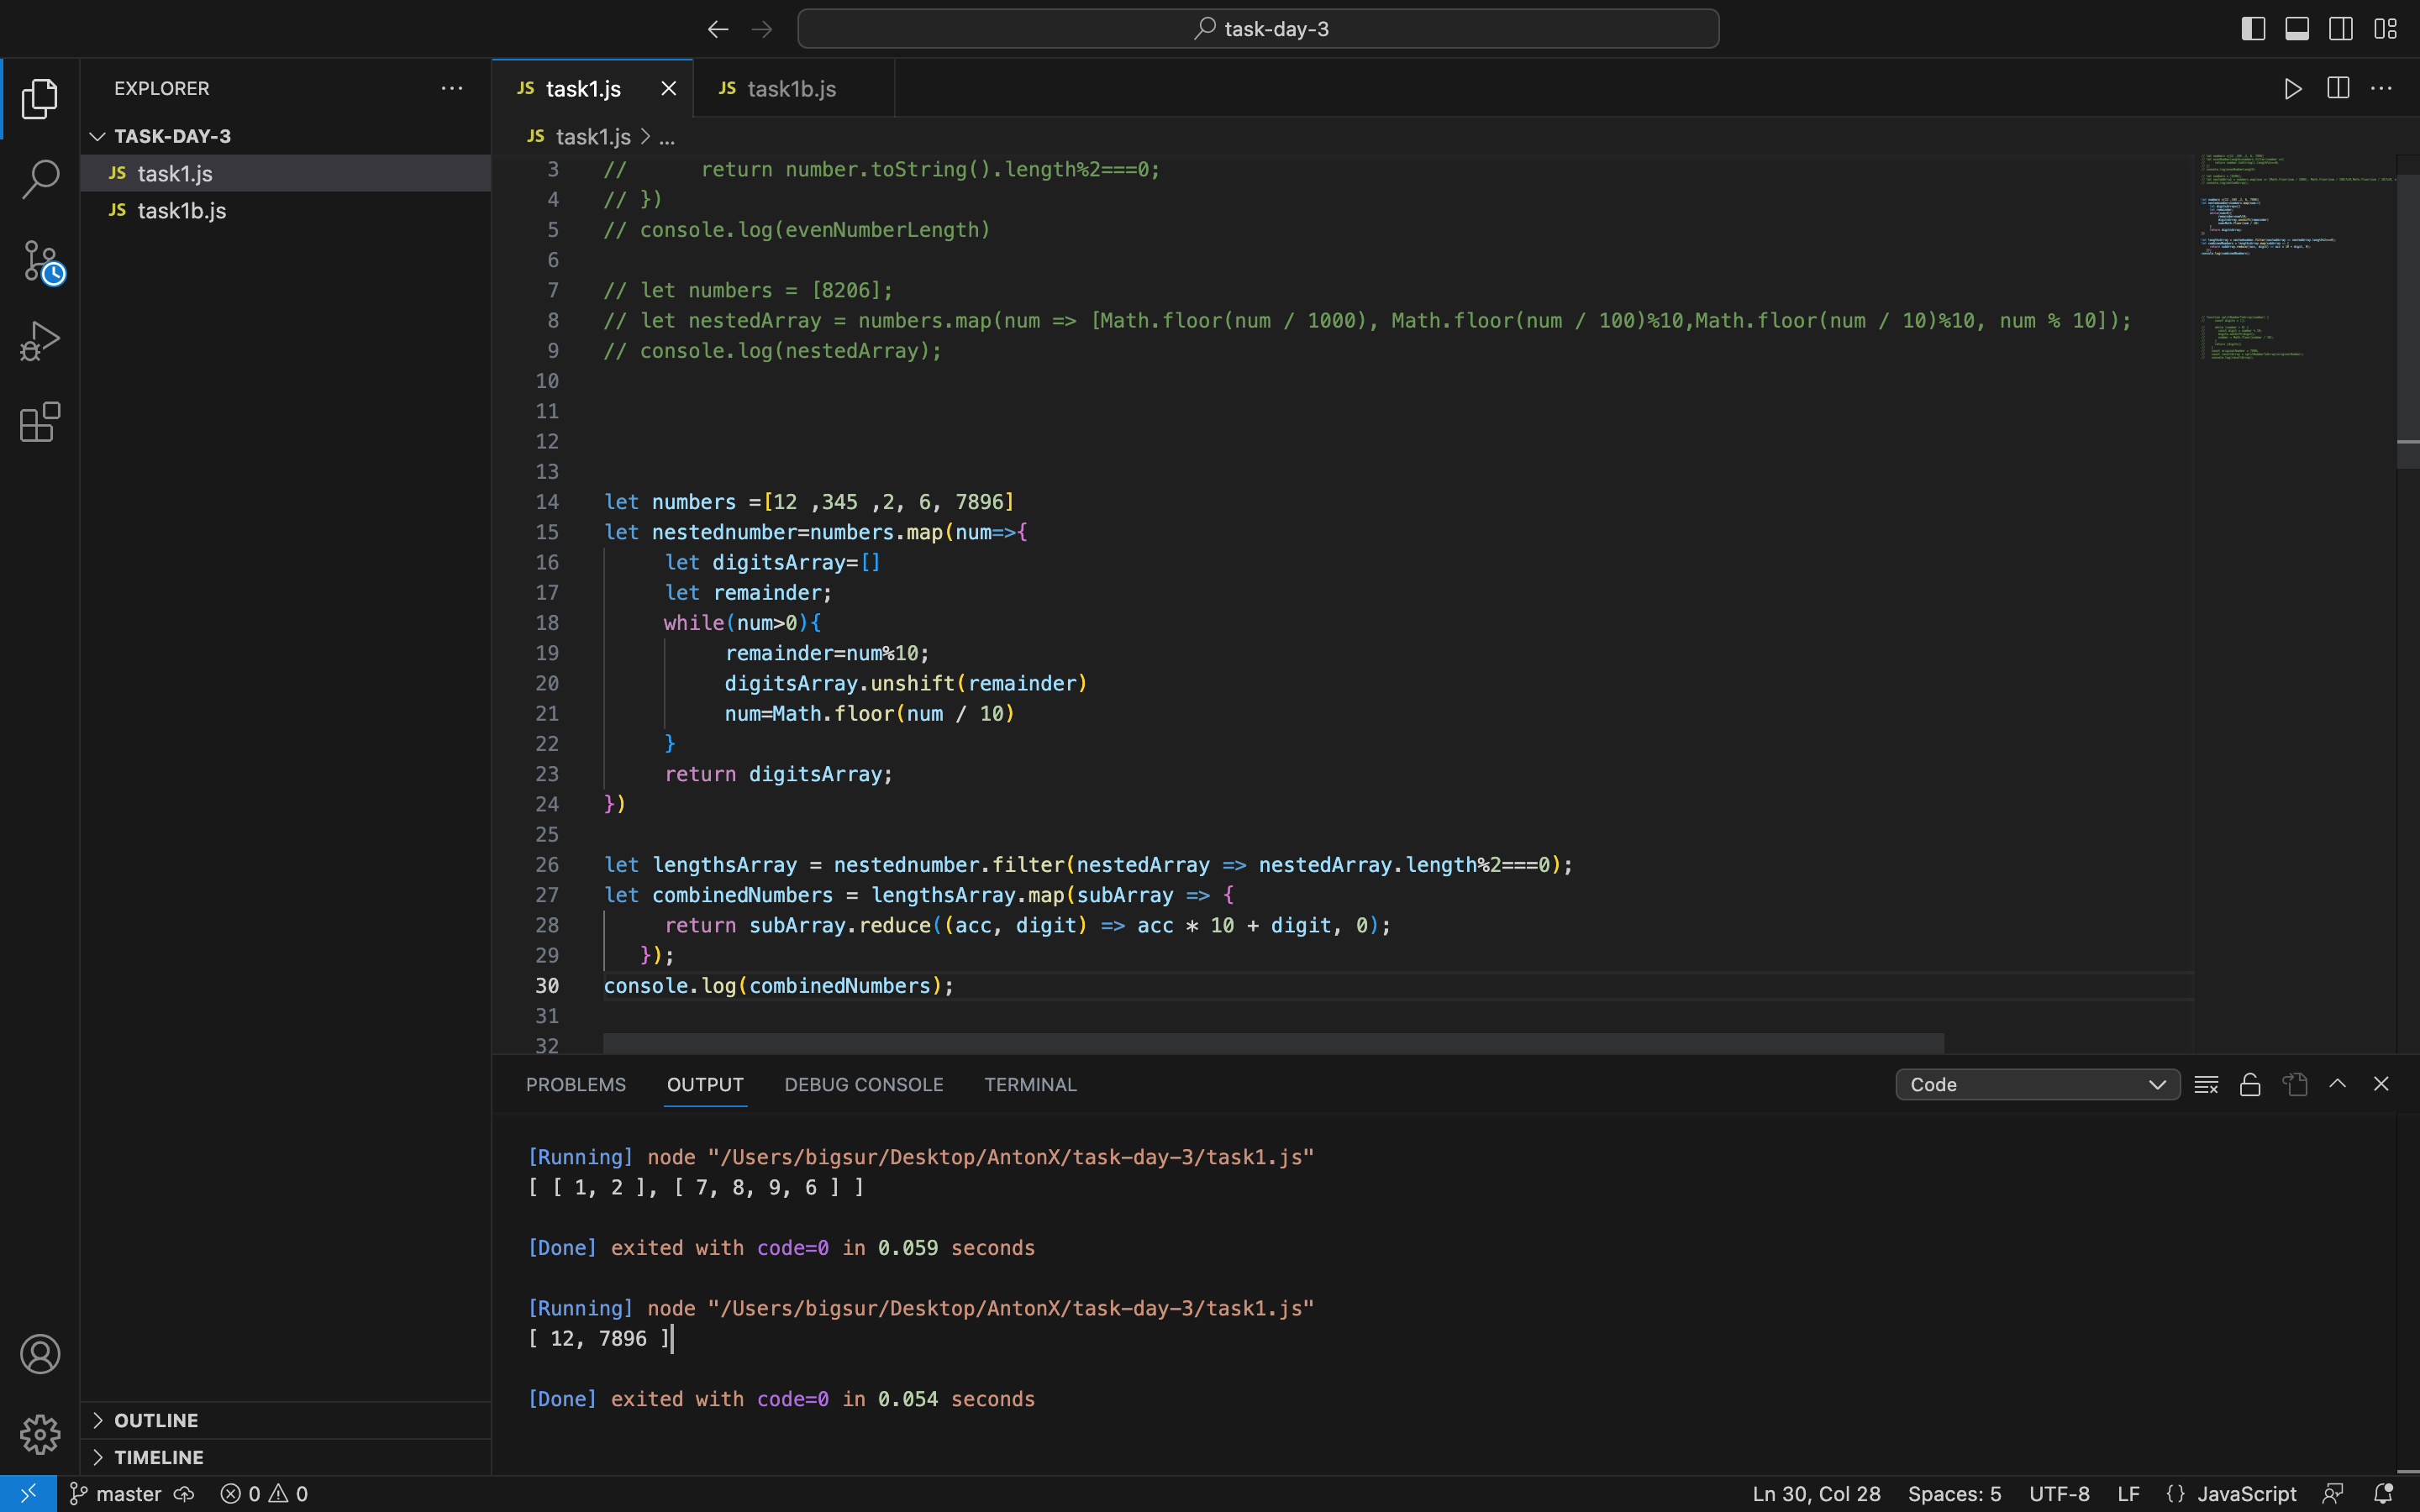 task-day-3
EXPLORER
TASK-DAY-3
JS task1.js
JS task1b.js
OUTLINE
TIMELINE
JS task1.js
JS task1b.js
JS task1.js > ...
3 //      return number.toString().length%2===0;
4 // })
5 // console.log(evenNumberLength)
6
7 // let numbers = [8206];
8 // let nestedArray = numbers.map(num => [Math.floor(num / 1000), Math.floor(num / 100)%10,Math.floor(num / 10)%10, num % 10]);
9 // console.log(nestedArray);
10
11
12
13
14 let numbers =[12 ,345 ,2, 6, 7896]
15 let nestednumber=numbers.map(num=>{
16      let digitsArray=[]
17      let remainder;
18      while(num>0){
19           remainder=num%10;
20           digitsArray.unshift(remainder)
21           num=Math.floor(num / 10)
22      }
23      return digitsArray;
24 })
25
26 let lengthsArray = nestednumber.filter(nestedArray => nestedArray.length%2===0);
27 let combinedNumbers = lengthsArray.map(subArray => {
28      return subArray.reduce((acc, digit) => acc * 10 + digit, 0);
29    });
30 console.log(combinedNumbers);
31
32
PROBLEMS OUTPUT DEBUG CONSOLE TERMINAL
Code
[Running] node "/Users/bigsur/Desktop/AntonX/task-day-3/task1.js"
[ [ 1, 2 ], [ 7, 8, 9, 6 ] ]
[Done] exited with code=0 in 0.059 seconds
[Running] node "/Users/bigsur/Desktop/AntonX/task-day-3/task1.js"
[ 12, 7896 ]
[Done] exited with code=0 in 0.054 seconds
master 0 0 Ln 30, Col 28 Spaces: 5 UTF-8 LF {} JavaScript